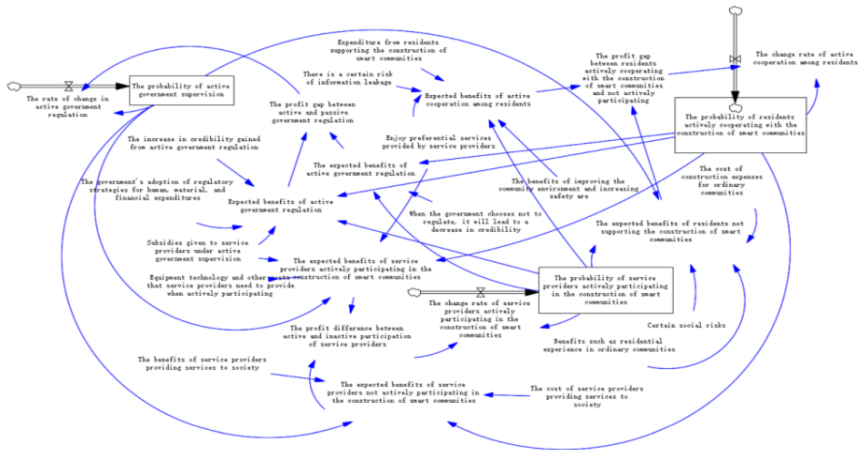 Expenditure from residents
supporting the construction of
smart communities
There is a certain risk
of information leakage
The profit gap
between residents
actively cooperating
with the construction
of smart communities
and not actively
participating
The change rate of active
cooperation among residents
The probability of active
government supervision
The rate of change in
active government
regulation
The profit gap between
active and passive
government regulation
Expected benefits of active
cooperation among residents
The probability of residents
actively cooperating with the
construction of smart communities
The increase in credibility gained
from active government regulation
Enjoy preferential services
provided by service providers
The expected benefits of
active government regulation
The government's adoption of regulatory
strategies for human, material, and
financial expenditures
The benefits of improving the
community environment and increasing
safety are
The cost of
construction expenses
for ordinary
communities
Expected benefits of active
government regulation
When the government chooses not to
regulate, it will lead to a
decrease in credibility
The expected benefits of residents not
supporting the construction of smart
communities
Subsidies given to service
providers under active
government supervision
The expected benefits of service
providers actively participating in the
construction of smart communities
Equipment technology and other
that service providers need to provide
when actively participating
The probability of service
providers actively participating
in the construction of smart
communities
The change rate of service
providers actively
participating in the
construction of smart
communities
The profit difference between
active and inactive participation
of service providers
Certain social risks
Benefits such as residential
experience in ordinary communities
The benefits of service providers
providing services to society
The expected benefits of service
providers not actively participating in
the construction of smart communities
The cost of service providers
providing services to
society